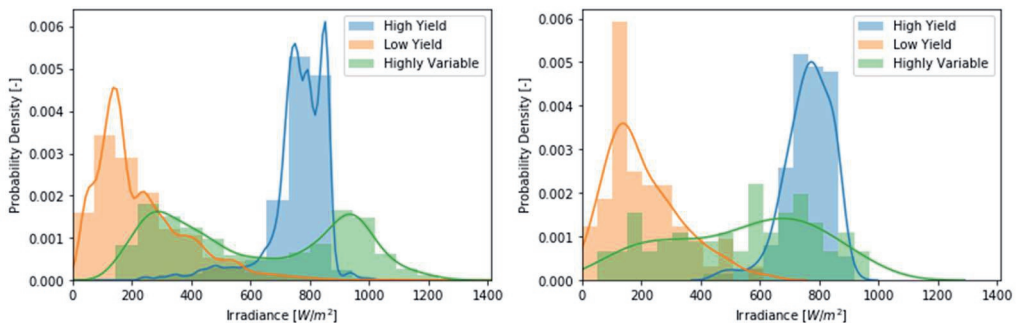 0.006
0.005
0.004
0.003
0.002
0.001
0.000
Probability Density [-]
High Yield
Low Yield
Highly Variable
0 200 400 600 800 1000 1200 1400
Irradiance [W/m²]
0.006
0.005
0.004
0.003
0.002
0.001
0.000
Probability Density [-]
High Yield
Low Yield
Highly Variable
0 200 400 600 800 1000 1200 1400
Irradiance [W/m²]